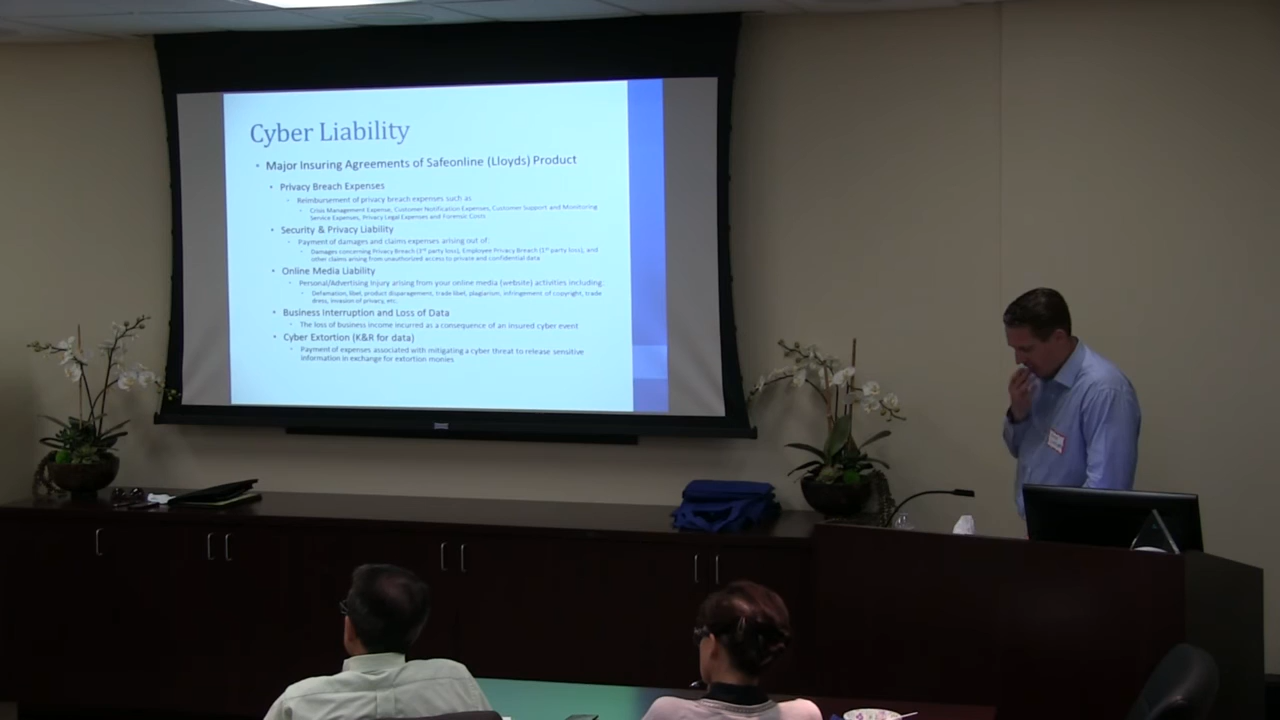 Cyber Liability
• Major Insuring Agreements of Safeonline (Lloyds) Product
• Privacy Breach Expenses
• Reimbursement of privacy breach expenses such as
• Crisis Management Expense, Customer Notification Expenses, Customer Support and Monitoring
Service Expenses, Privacy Legal Expenses and Forensic Costs
• Security & Privacy Liability
• Payment of damages and claims expenses arising out of:
• Damages concerning Privacy Breach (3rd party loss), Employee Privacy Breach (1st party loss), and
other claims arising from unauthorized access to private and confidential data
• Online Media Liability
• Personal/Advertising Injury arising from your online media (website) activities including:
• Defamation, libel, product disparagement, trade libel, plagiarism, infringement of copyright, trade
dress, invasion of privacy, etc.
• Business Interruption and Loss of Data
• The loss of business income incurred as a consequence of an insured cyber event
• Cyber Extortion (K&R for data)
• Payment of expenses associated with mitigating a cyber threat to release sensitive
information in exchange for extortion monies